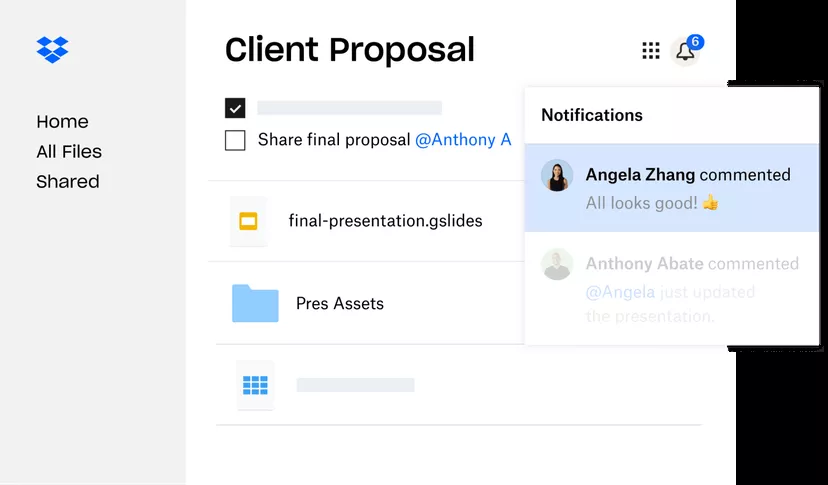 Client Proposal
6
Home
All Files
Shared
Share final proposal @Anthony A
final-presentation.gslides
Pres Assets
Notifications
Angela Zhang commented
All looks good! 👍
Anthony Abate commented
@Angela just updated
the presentation.